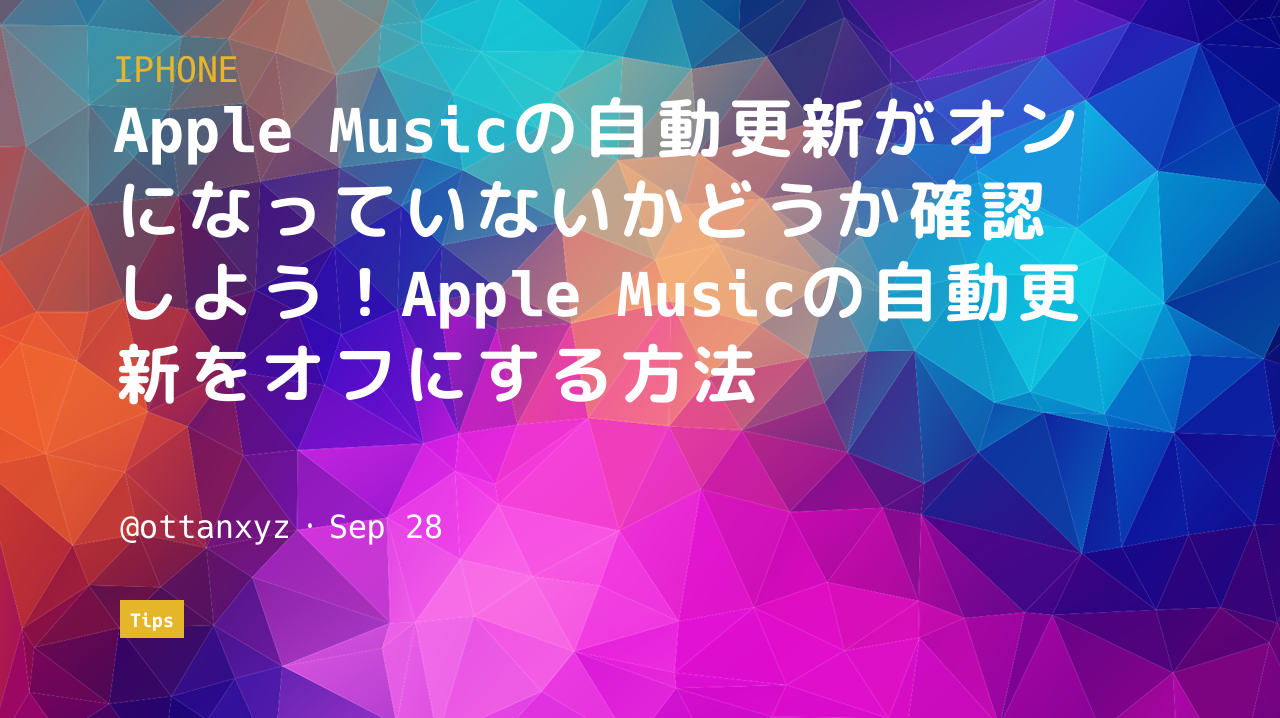 IPHONE
Apple Musicの自動更新がオン
になっていないかどうか確認
しよう！Apple Musicの自動更
新をオフにする方法
@ottanxyz・Sep 28
Tips